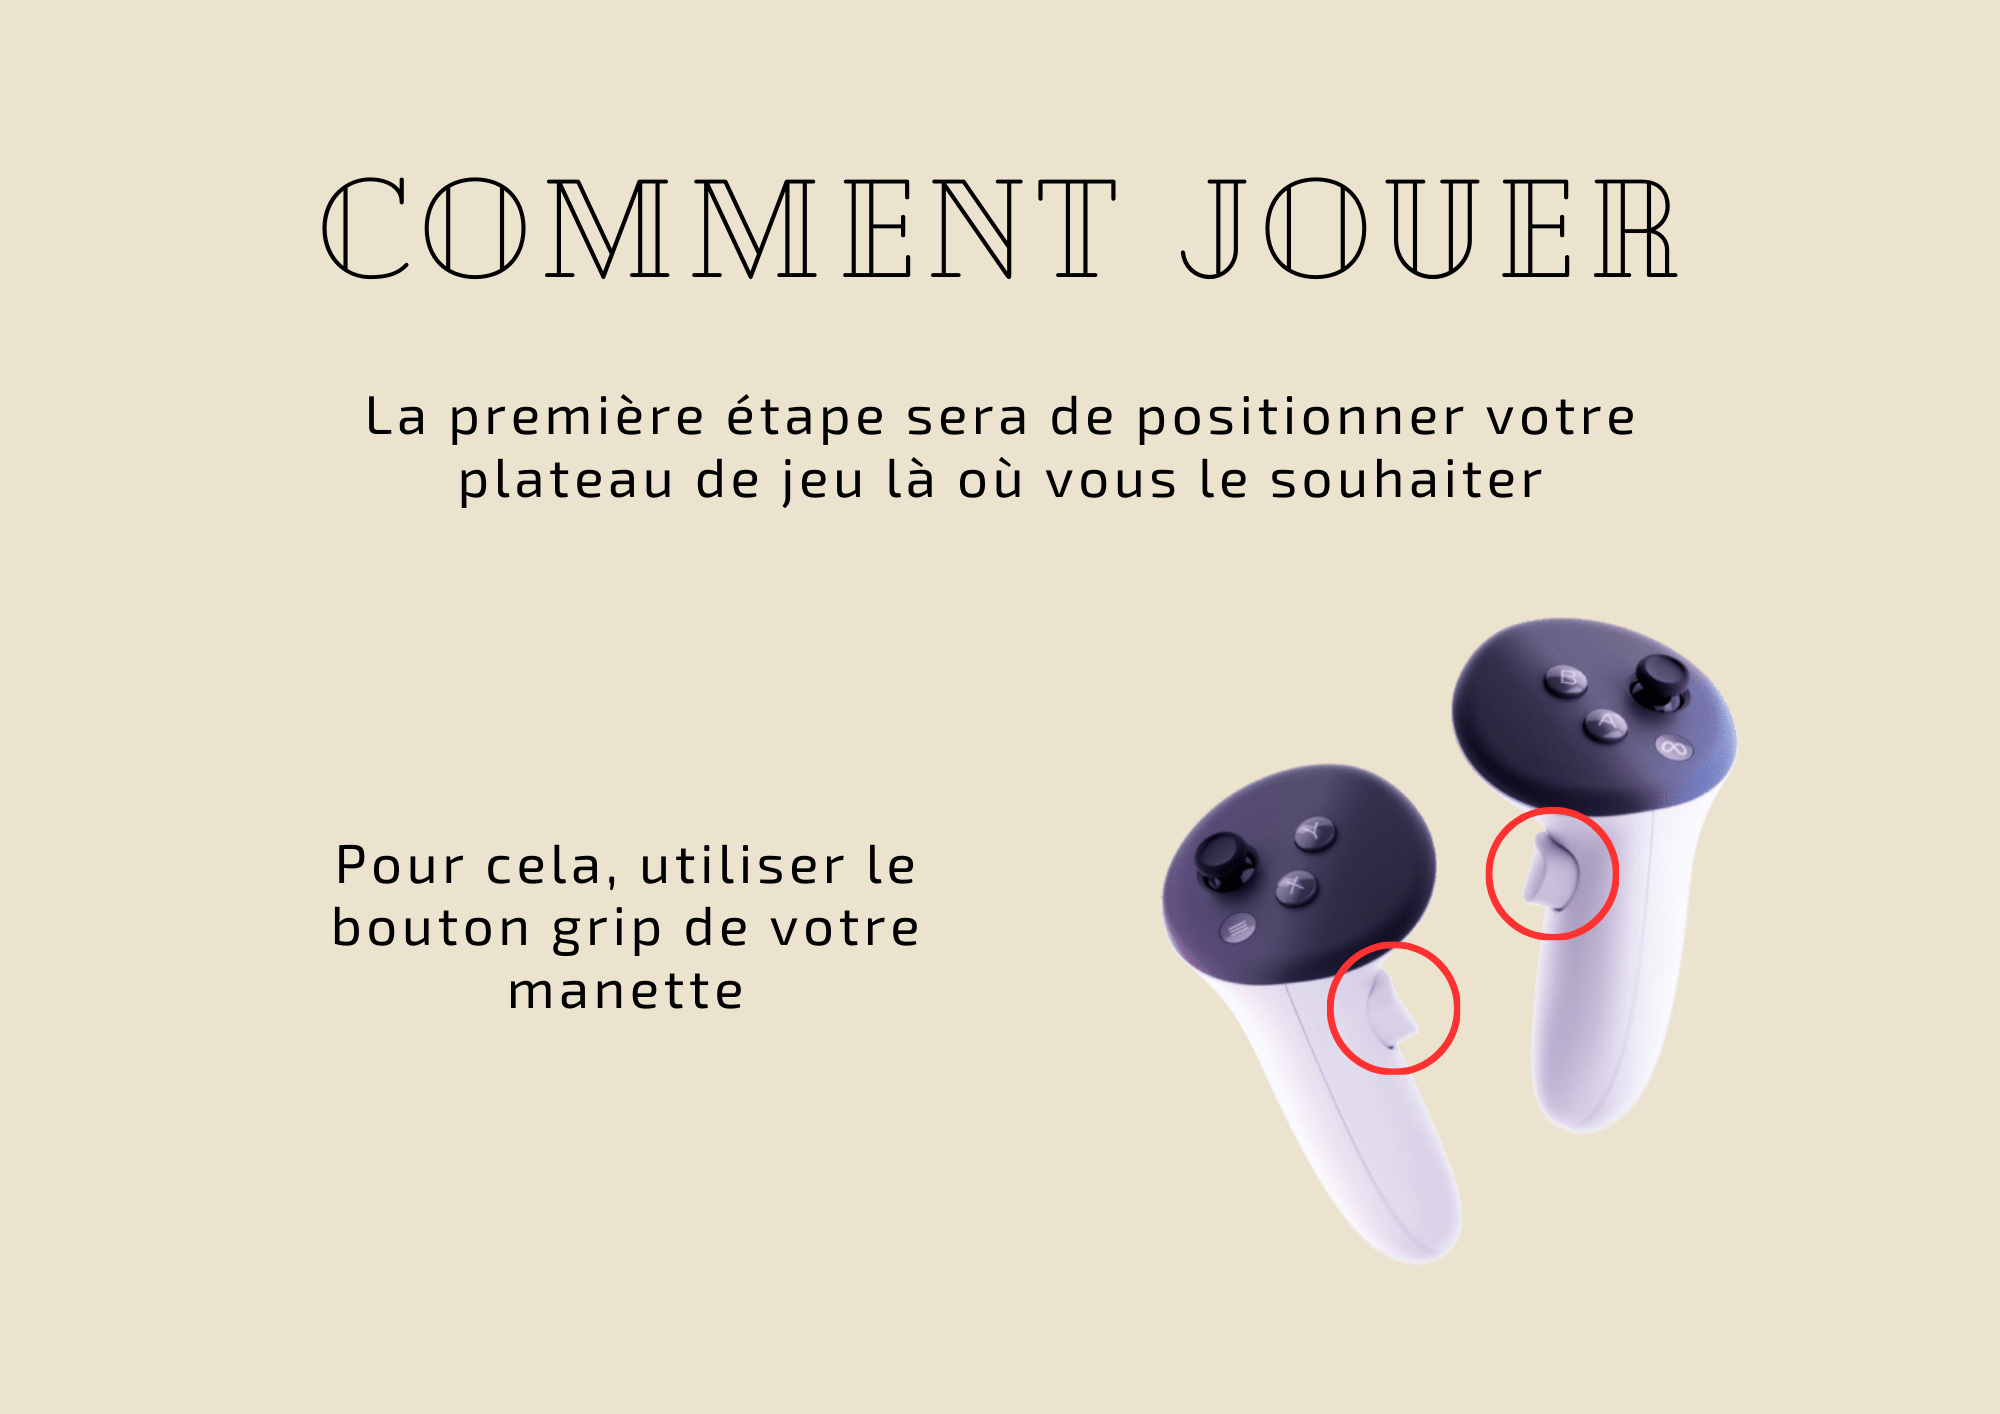 COMMENT JOUER
La première étape sera de positionner votre
plateau de jeu là où vous le souhaiter
B
A
Pour cela, utiliser le
bouton grip de votre
manette
Y
X